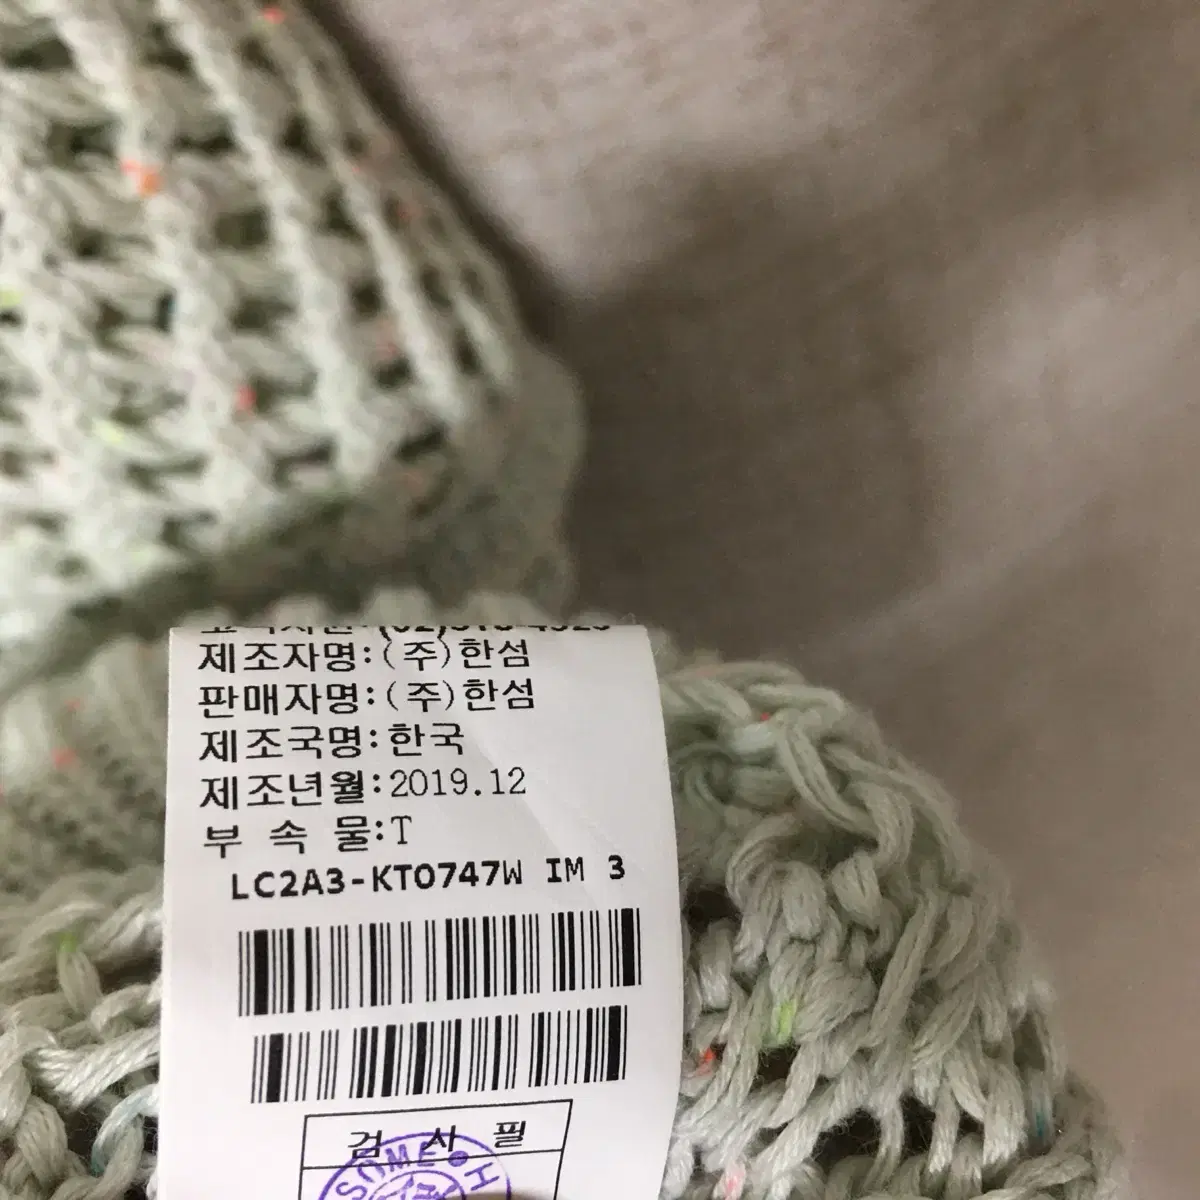 제조자명:(주)한섬
판매자명:(주)한섬
제조국명:한국
제조년월:2019.12
부 속 물:T
LC2A3-KT0747W IM 3
검 사 필
SOME